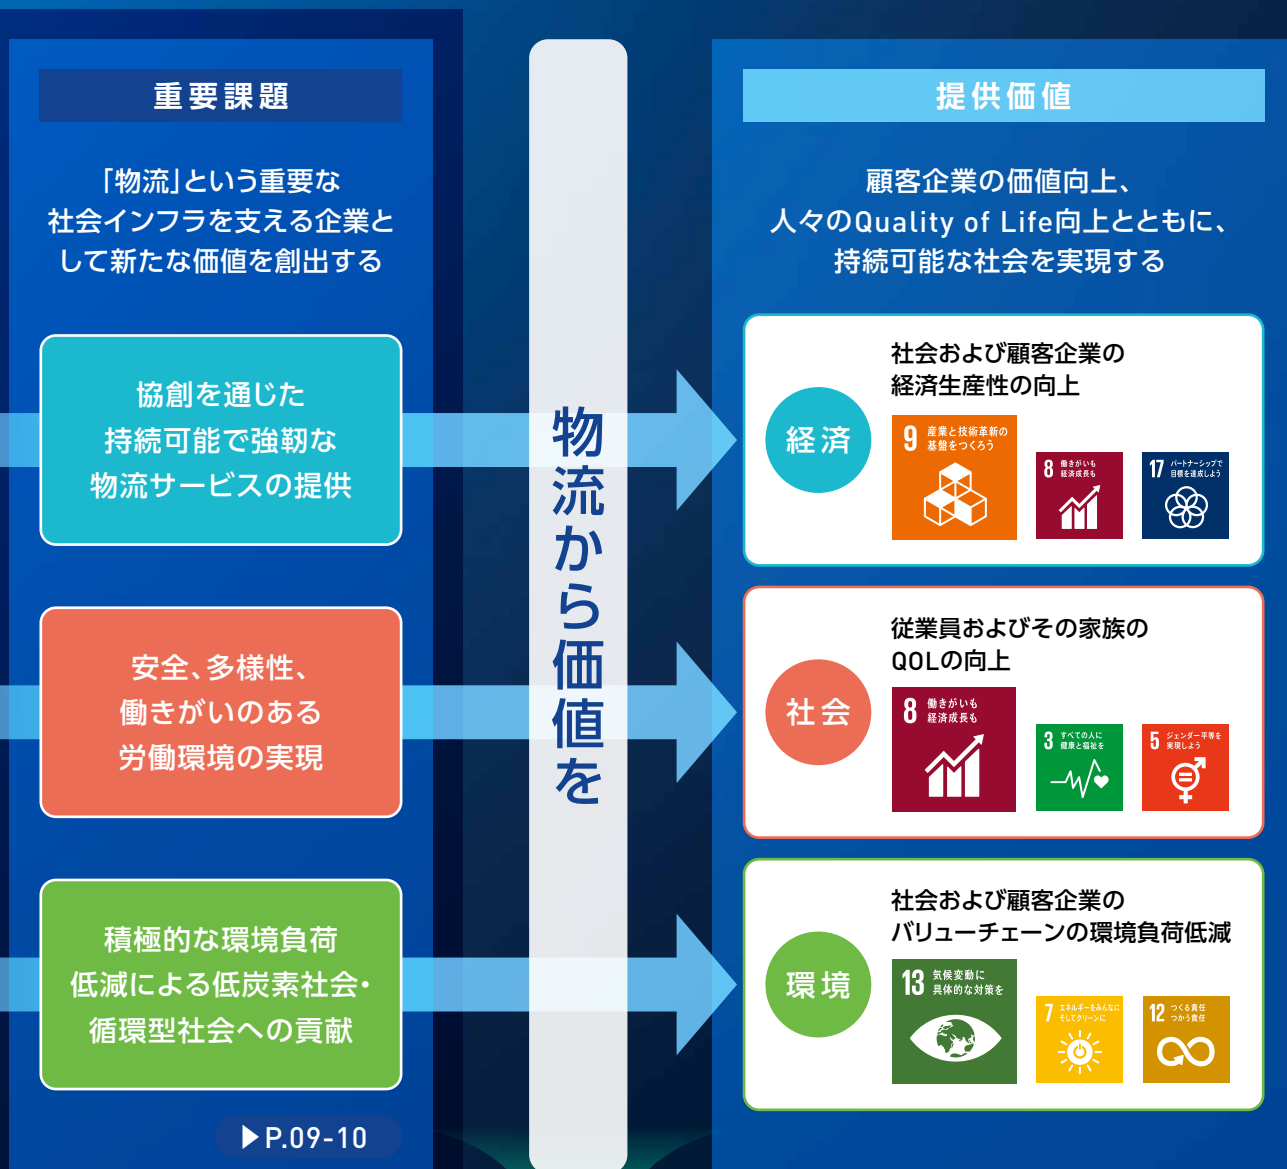 重要課題
「物流」という重要な
社会インフラを支える企業と
して新たな価値を創出する
協創を通じた
持続可能で強靭な
物流サービスの提供
安全、多様性、
働きがいのある
労働環境の実現
積極的な環境負荷
低減による低炭素社会・
循環型社会への貢献
▶P.09-10
物流から価値を
提供価値
顧客企業の価値向上、
人々のQuality of Life向上とともに、
持続可能な社会を実現する
経済
社会および顧客企業の
経済生産性の向上
9 産業と技術革新の
基盤をつくろう
8 働きがいも
経済成長も
17 パートナーシップで
目標を達成しよう
社会
従業員およびその家族の
QOLの向上
8 働きがいも
経済成長も
3 すべての人に
健康と福祉を
5 ジェンダー平等を
実現しよう
環境
社会および顧客企業の
バリューチェーンの環境負荷低減
13 気候変動に
具体的な対策を
7 エネルギーをみんなに
そしてクリーンに
12 つくる責任
つかう責任